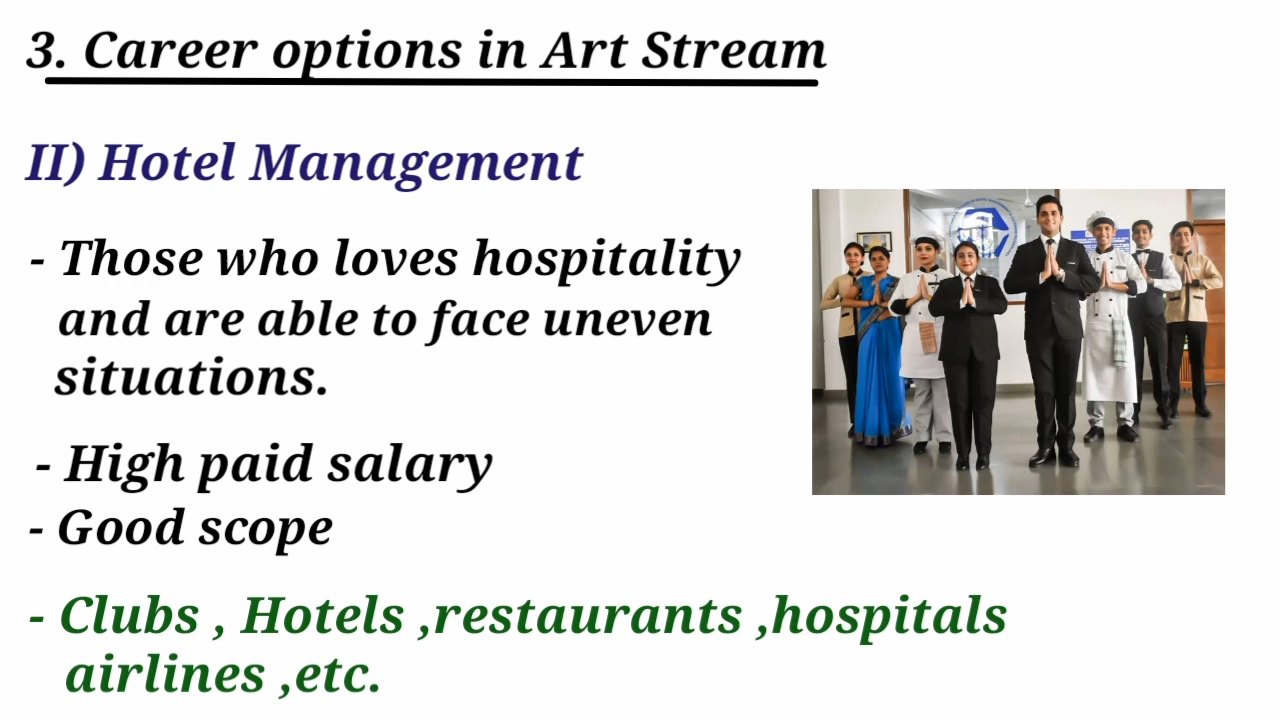 3. Career options in Art Stream
II) Hotel Management
- Those who loves hospitality
and are able to face uneven
situations.
- High paid salary
- Good scope
- Clubs , Hotels ,restaurants ,hospitals
airlines ,etc.